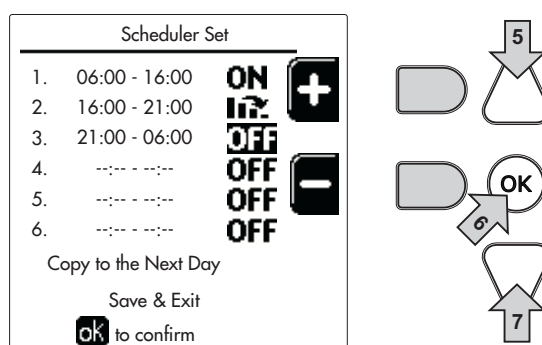 Scheduler Set
1. 06:00 - 16:00 ON
2. 16:00 - 21:00
3. 21:00 - 06:00 OFF
4. --:-- - --:-- OFF
5. --:-- - --:-- OFF
6. --:-- - --:-- OFF
Copy to the Next Day
Save & Exit
OK to confirm
5
OK
6
7